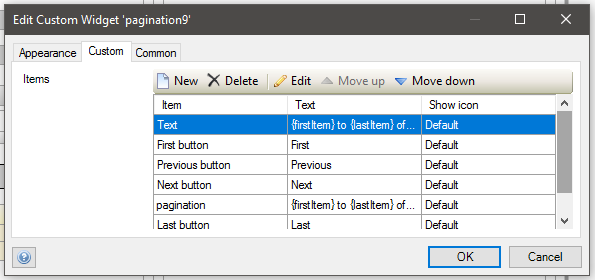 Edit Custom Widget 'pagination9'
Appearance Custom Common
Items
New Delete Edit Move up Move down
Item Text Show icon
Text {firstItem} to {lastItem} of... Default
First button First Default
Previous button Previous Default
Next button Next Default
pagination {firstItem} to {lastItem} of... Default
Last button Last Default
? OK Cancel